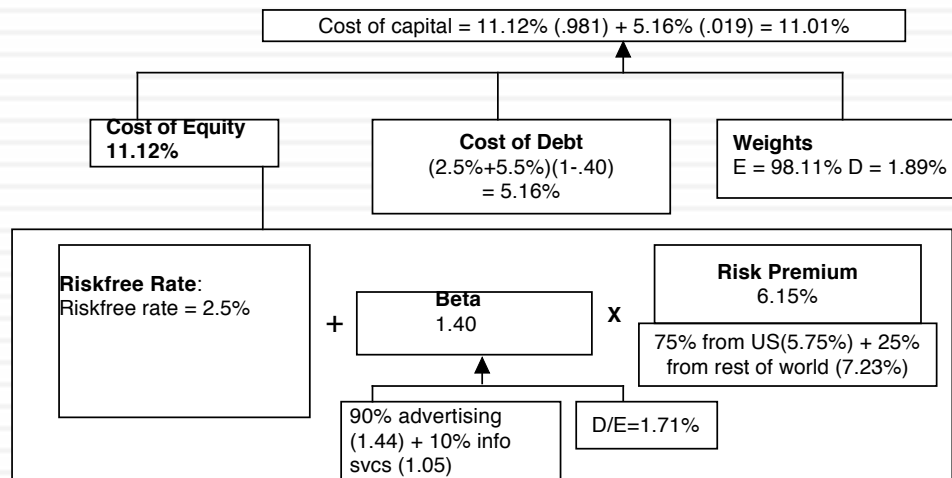 Cost of capital = 11.12% (.981) + 5.16% (.019) = 11.01%
Cost of Equity
11.12%
Cost of Debt
(2.5%+5.5%)(1-.40)
= 5.16%
Weights
E = 98.11% D = 1.89%
Riskfree Rate:
Riskfree rate = 2.5%
+
Beta
1.40
X
Risk Premium
6.15%
75% from US(5.75%) + 25%
from rest of world (7.23%)
90% advertising
(1.44) + 10% info
svcs (1.05)
D/E=1.71%